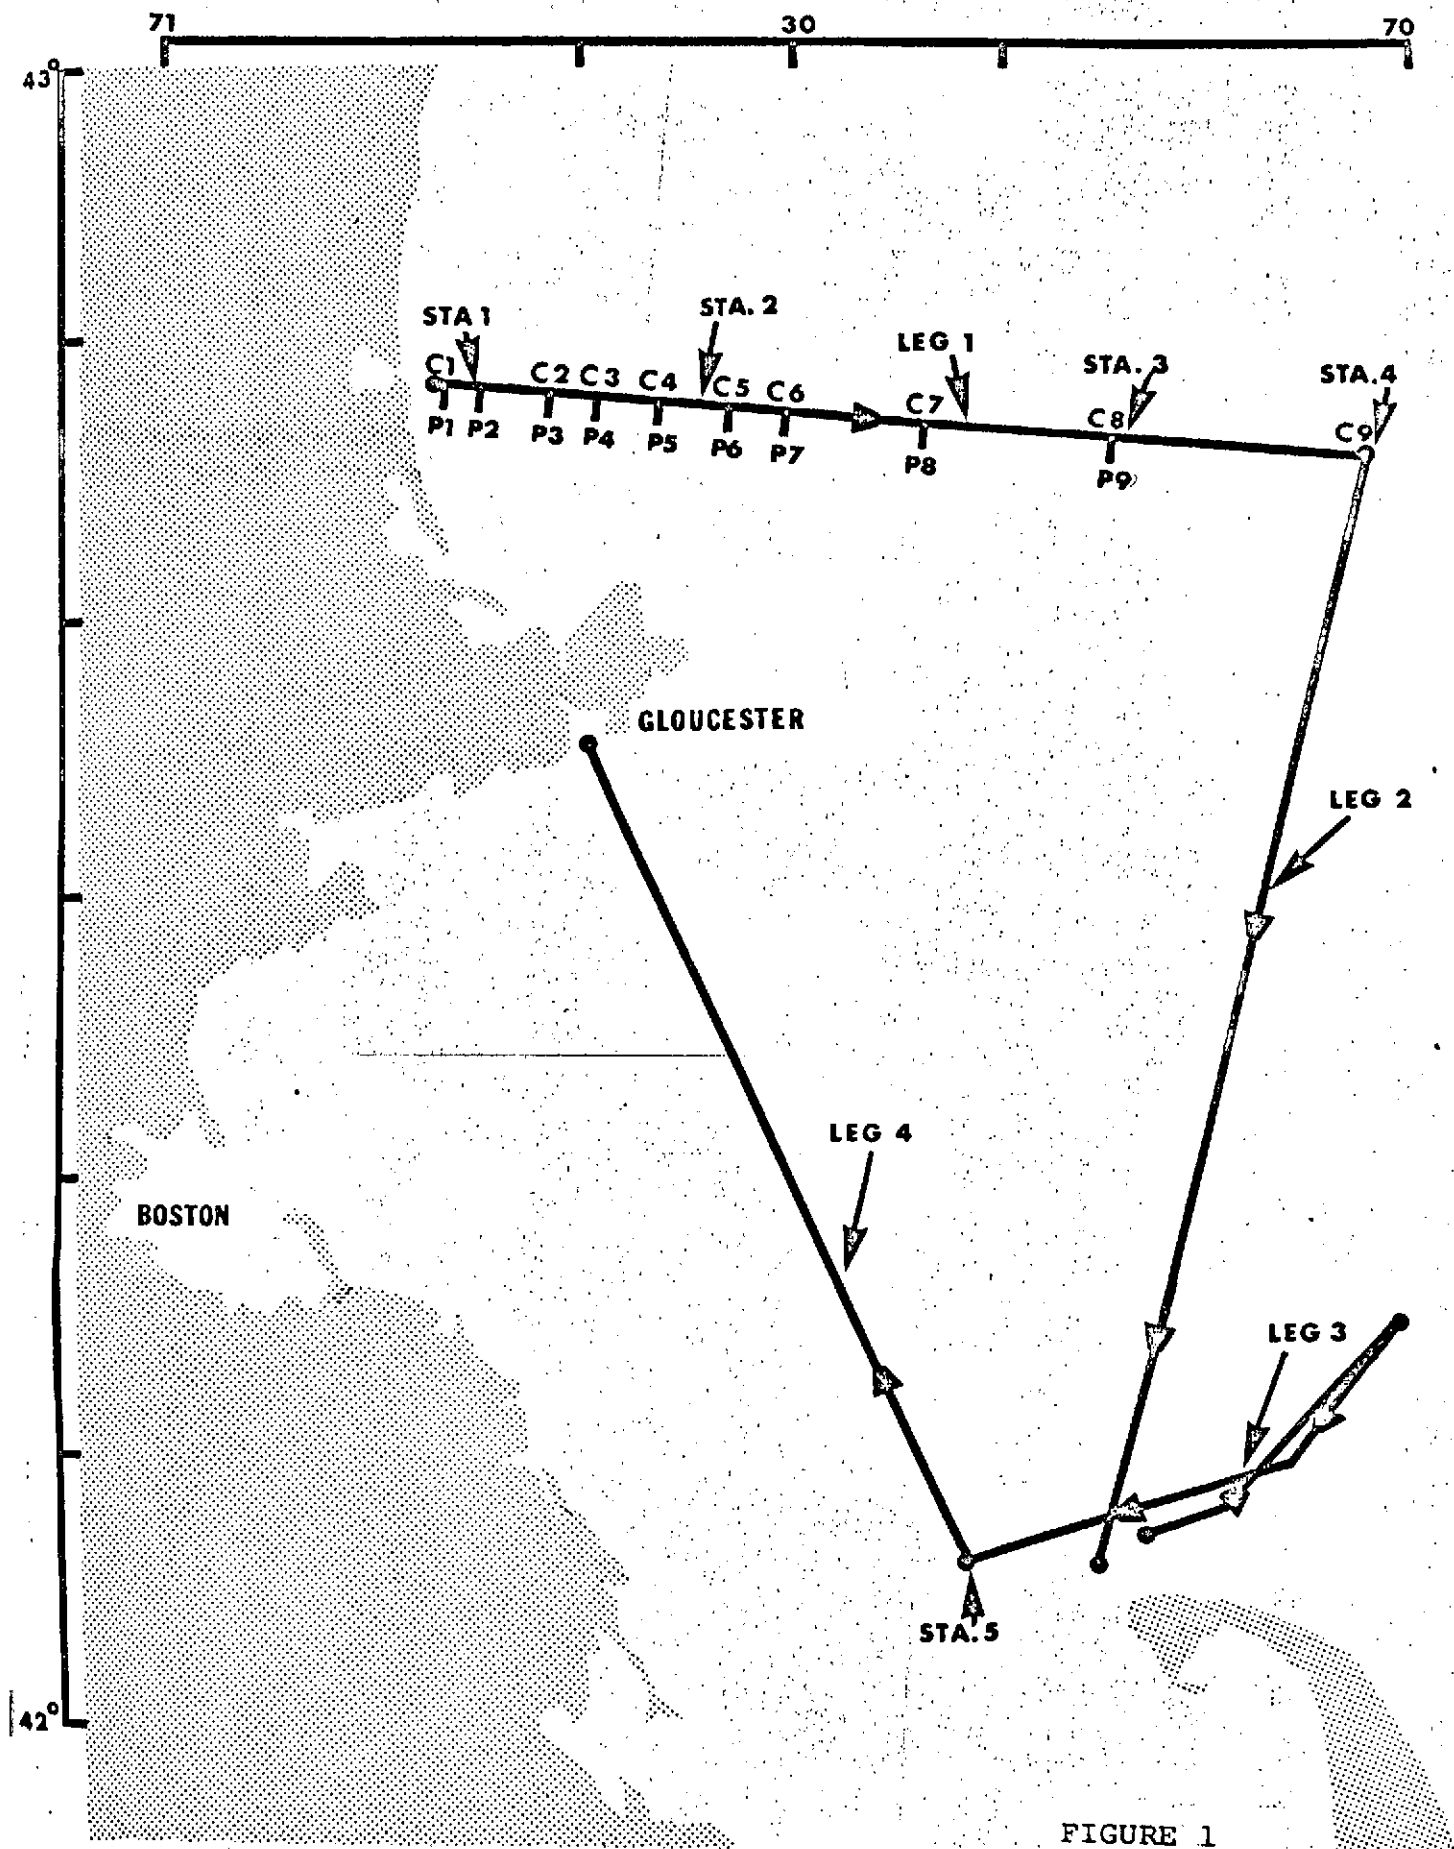 71 30 70
43°
STA 1 STA. 2
LEG 1
STA. 3
STA. 4
C1 C2 C3 C4 C5 C6 C7 C8 C9
P1 P2 P3 P4 P5 P6 P7 P8 P9
GLOUCESTER
LEG 2
LEG 4
BOSTON
LEG 3
STA. 5
42°
FIGURE 1